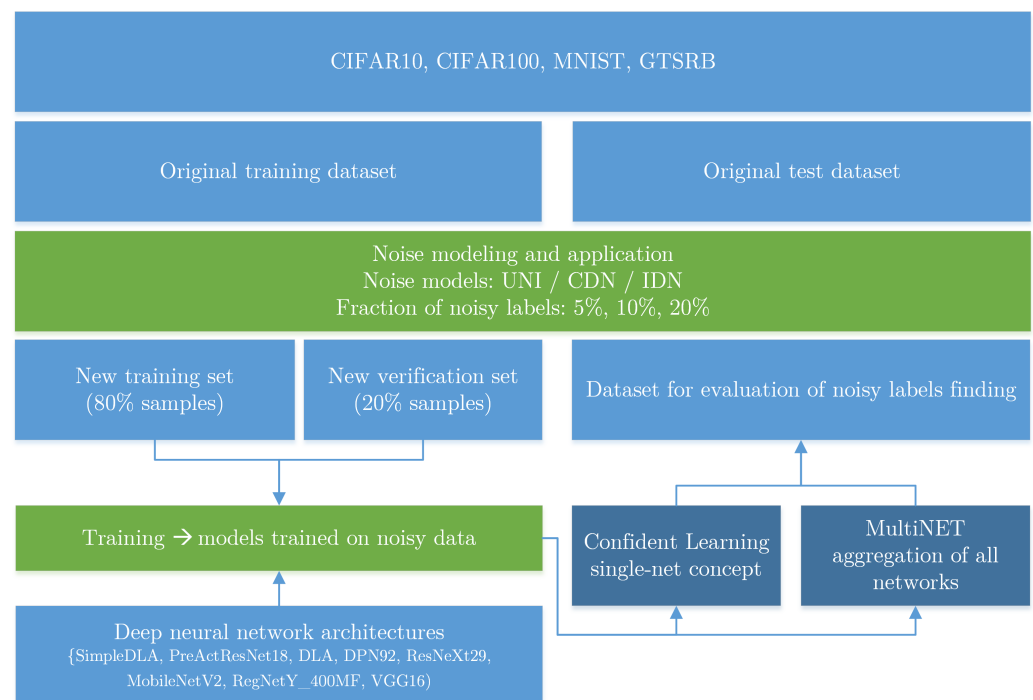 CIFAR10, CIFAR100, MNIST, GTSRB
Original training dataset
Original test dataset
Noise modeling and application
Noise models: UNI / CDN / IDN
Fraction of noisy labels: 5%, 10%, 20%
New training set
(80% samples)
New verification set
(20% samples)
Dataset for evaluation of noisy labels finding
Training → models trained on noisy data
Confident Learning
single-net concept
MultiNET
aggregation of all
networks
Deep neural network architectures
{SimpleDLA, PreActResNet18, DLA, DPN92, ResNeXt29,
MobileNetV2, RegNetY_400MF, VGG16)